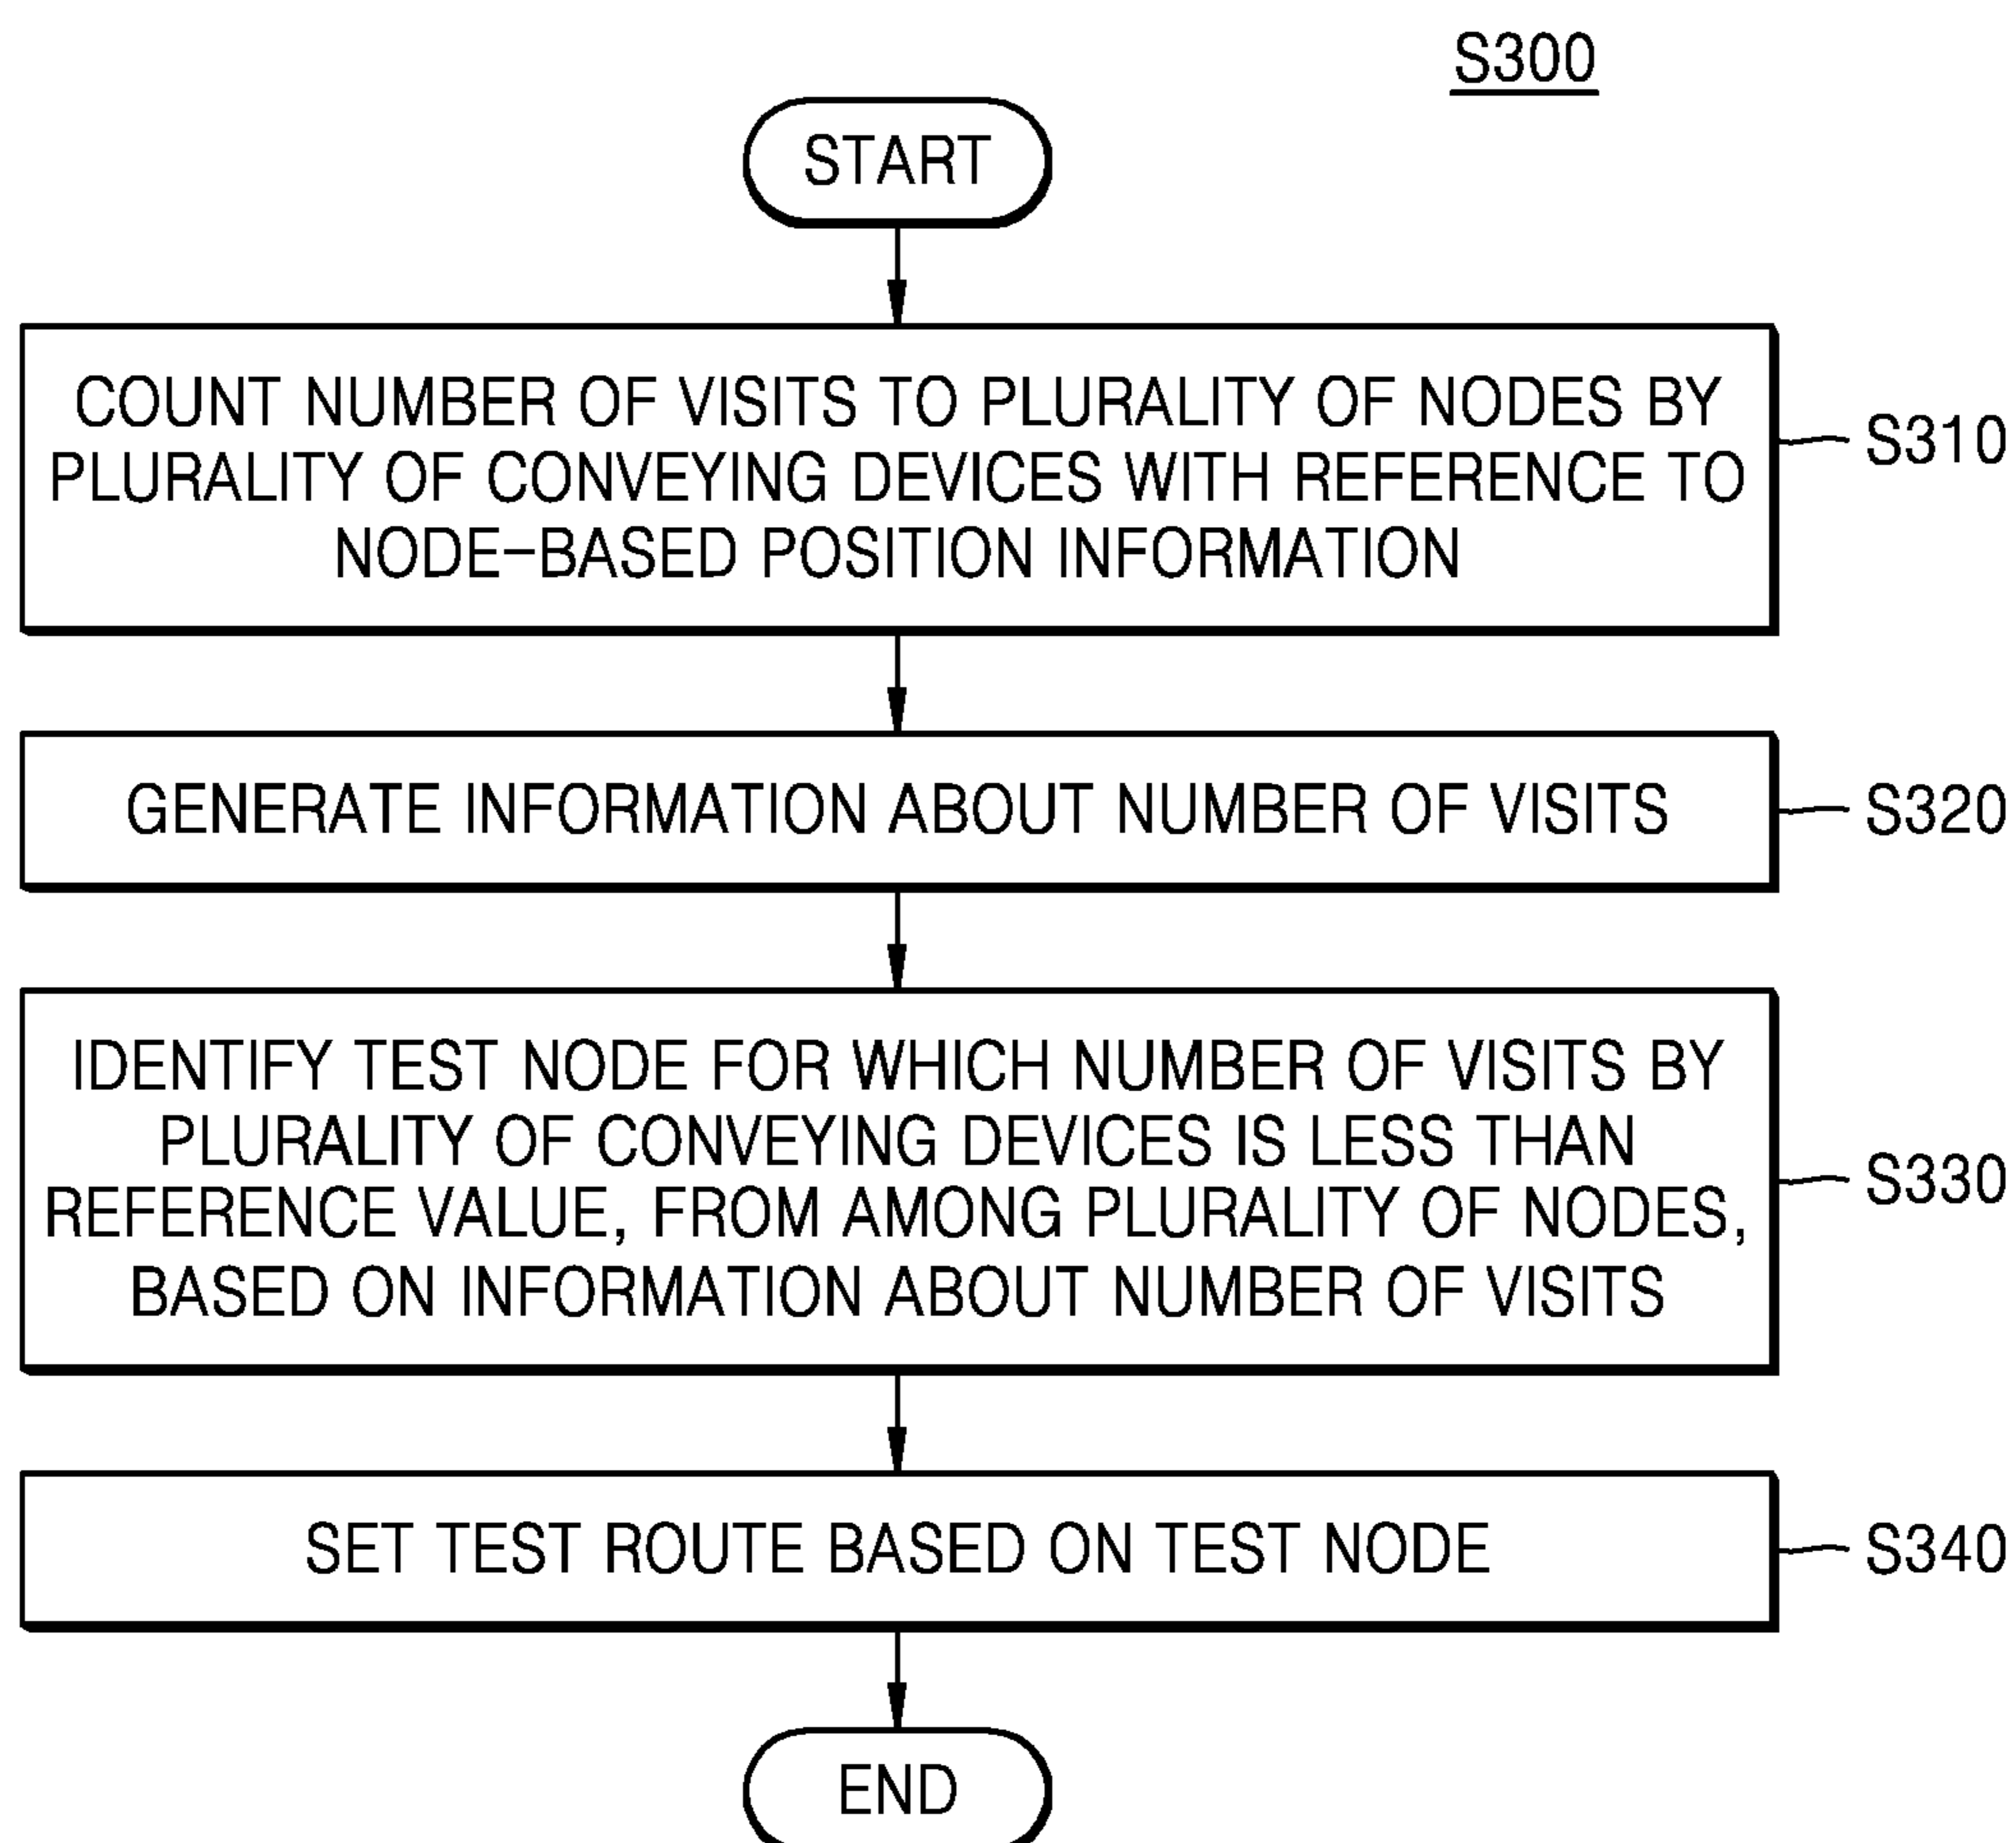 S300
START
COUNT NUMBER OF VISITS TO PLURALITY OF NODES BY
PLURALITY OF CONVEYING DEVICES WITH REFERENCE TO
NODE-BASED POSITION INFORMATION
S310
GENERATE INFORMATION ABOUT NUMBER OF VISITS
S320
IDENTIFY TEST NODE FOR WHICH NUMBER OF VISITS BY
PLURALITY OF CONVEYING DEVICES IS LESS THAN
REFERENCE VALUE, FROM AMONG PLURALITY OF NODES,
BASED ON INFORMATION ABOUT NUMBER OF VISITS
S330
SET TEST ROUTE BASED ON TEST NODE
S340
END